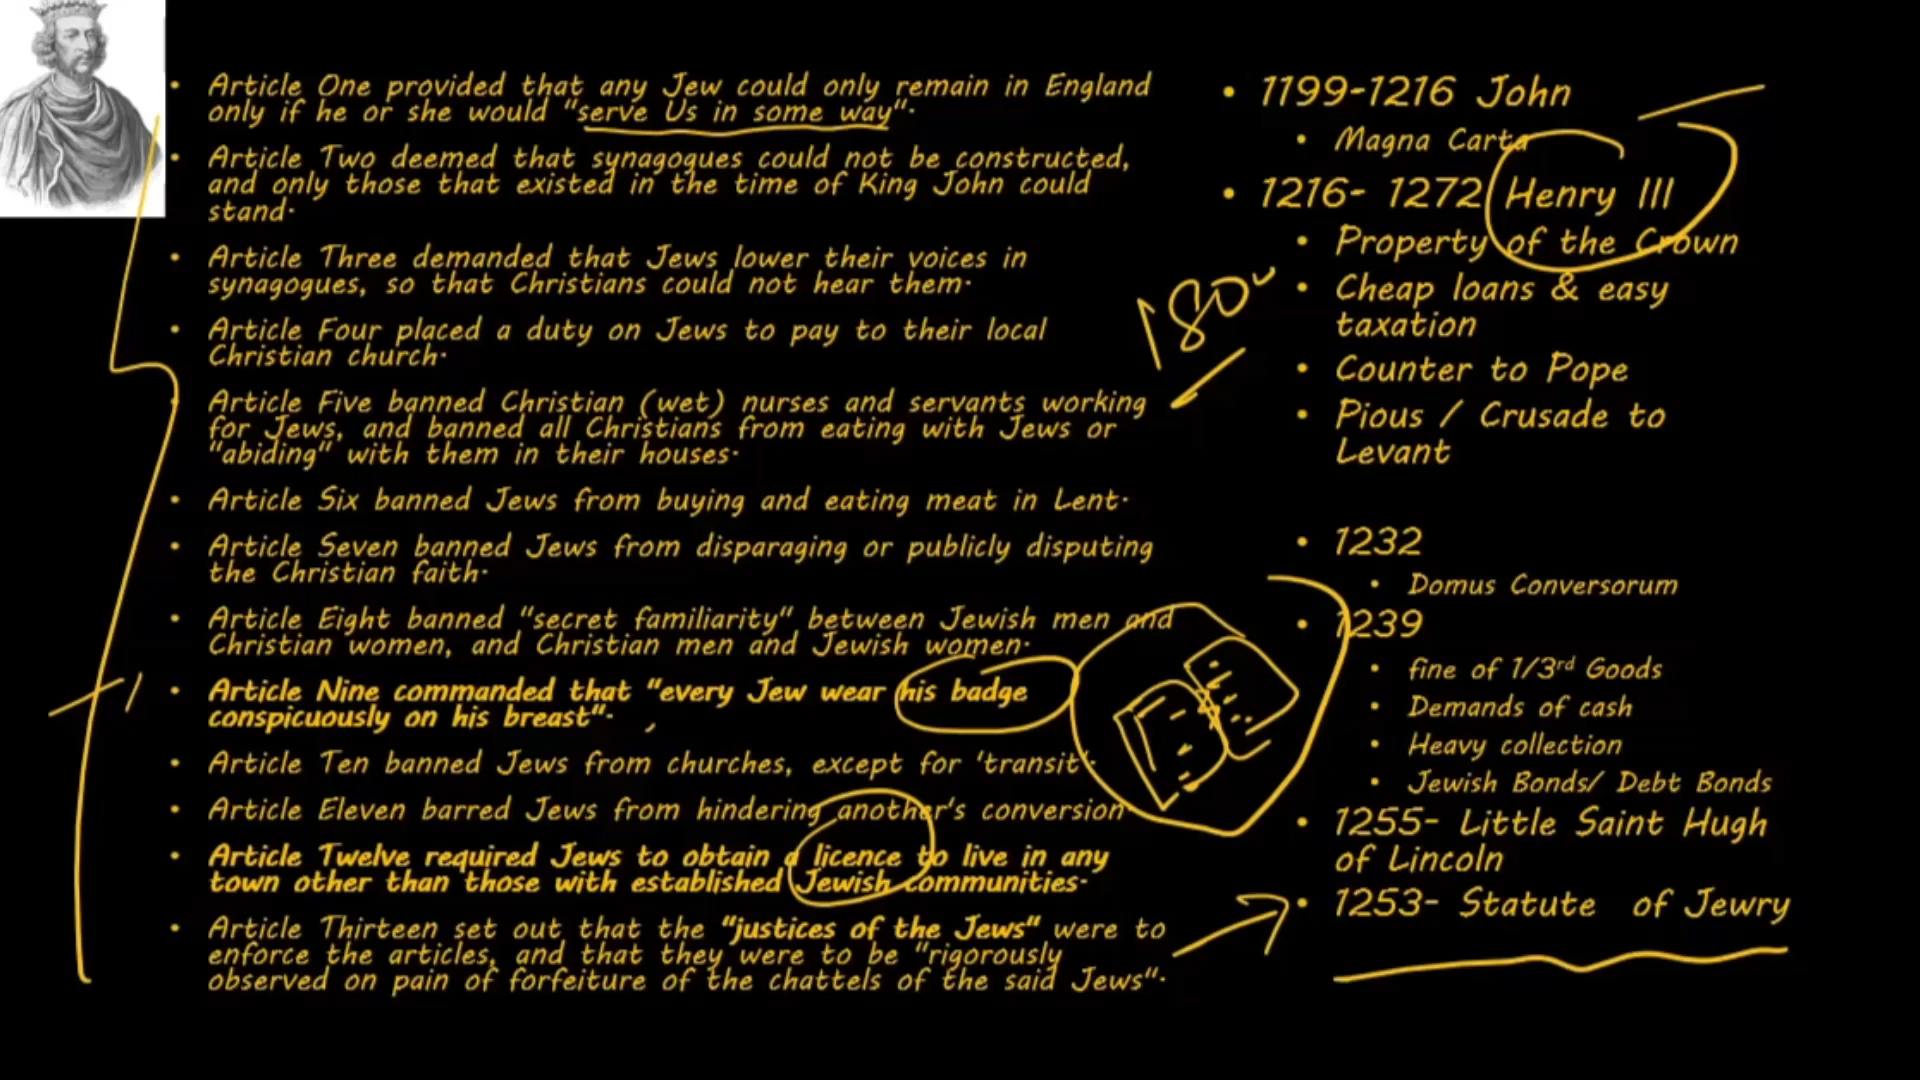 • Article One provided that any Jew could only remain in England
only if he or she would "serve Us in some way".
• Article Two deemed that synagogues could not be constructed,
and only those that existed in the time of King John could
stand.
• Article Three demanded that Jews lower their voices in
synagogues, so that Christians could not hear them.
• Article Four placed a duty on Jews to pay to their local
Christian church.
• Article Five banned Christian (wet) nurses and servants working
for Jews, and banned all Christians from eating with Jews or
"abiding" with them in their houses.
• Article Six banned Jews from buying and eating meat in Lent.
• Article Seven banned Jews from disparaging or publicly disputing
the Christian faith.
• Article Eight banned "secret familiarity" between Jewish men and
Christian women, and Christian men and Jewish women.
• Article Nine commanded that "every Jew wear his badge
conspicuously on his breast".
• Article Ten banned Jews from churches, except for 'transit'.
• Article Eleven barred Jews from hindering another's conversion.
• Article Twelve required Jews to obtain a licence to live in any
town other than those with established Jewish communities.
• Article Thirteen set out that the "justices of the Jews" were to
enforce the articles, and that they were to be "rigorously
observed on pain of forfeiture of the chattels of the said Jews".
• 1199-1216 John
• Magna Carta
• 1216- 1272 Henry III
• Property of the Crown
• Cheap loans & easy
taxation
• Counter to Pope
• Pious / Crusade to
Levant
• 1232
• Domus Conversorum
• 1239
• fine of 1/3rd Goods
• Demands of cash
• Heavy collection
• Jewish Bonds/ Debt Bonds
• 1255- Little Saint Hugh
of Lincoln
• 1253- Statute of Jewry